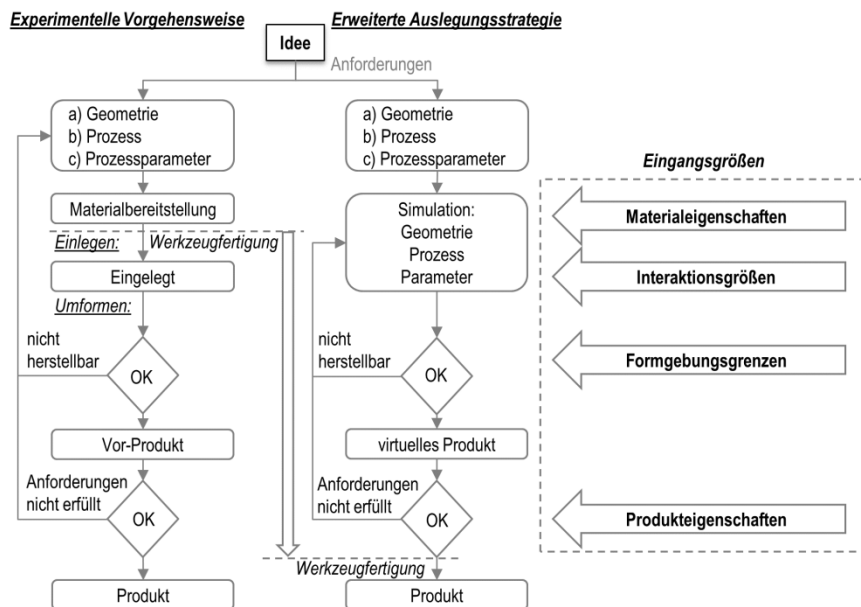 Experimentelle Vorgehensweise
Erweiterte Auslegungsstrategie
Idee
Anforderungen
a) Geometrie
b) Prozess
c) Prozessparameter
Materialbereitstellung
Einlegen: Werkzeugfertigung
Eingelegt
Umformen:
nicht
herstellbar
OK
Vor-Produkt
Anforderungen
nicht erfüllt
OK
Produkt
a) Geometrie
b) Prozess
c) Prozessparameter
Simulation:
Geometrie
Prozess
Parameter
nicht
herstellbar
OK
virtuelles Produkt
Anforderungen
nicht erfüllt
OK
Werkzeugfertigung
Produkt
Eingangsgrößen
Materialeigenschaften
Interaktionsgrößen
Formgebungsgrenzen
Produkteigenschaften